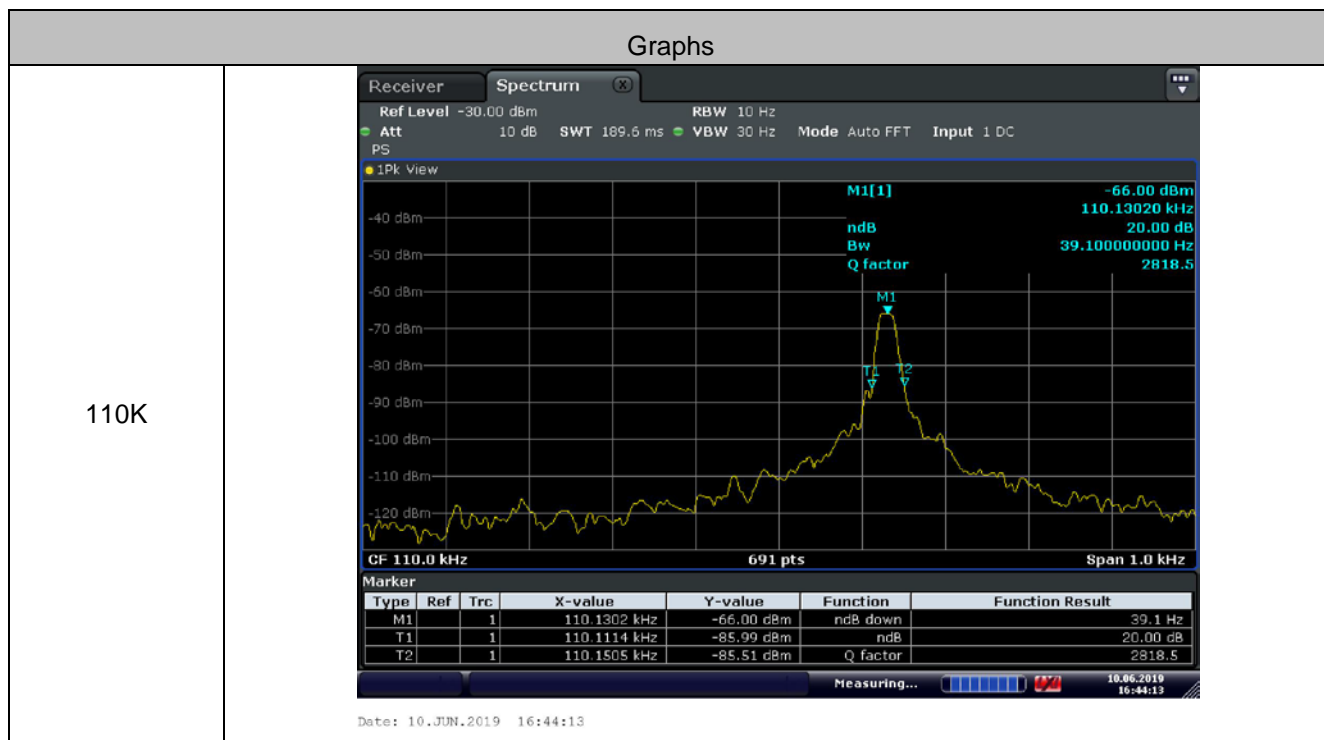 Graphs
110K
Receiver Spectrum
Ref Level -30.00 dBm RBW 10 Hz
Att 10 dB SWT 189.6 ms VBW 30 Hz Mode Auto FFT Input 1 DC
PS
1Pk View
M1[1] -66.00 dBm
110.13020 kHz
ndB 20.00 dB
Bw 39.100000000 Hz
Q factor 2818.5
-40 dBm
-50 dBm
-60 dBm
-70 dBm
-80 dBm
-90 dBm
-100 dBm
-110 dBm
-120 dBm
M1
T1 T2
CF 110.0 kHz 691 pts Span 1.0 kHz
Marker
Type Ref Trc X-value Y-value Function Function Result
M1 1 110.1302 kHz -66.00 dBm ndB down 39.1 Hz
T1 1 110.1114 kHz -85.99 dBm ndB 20.00 dB
T2 1 110.1505 kHz -85.51 dBm Q factor 2818.5
Measuring... 10.06.2019
16:44:13
Date: 10.JUN.2019 16:44:13